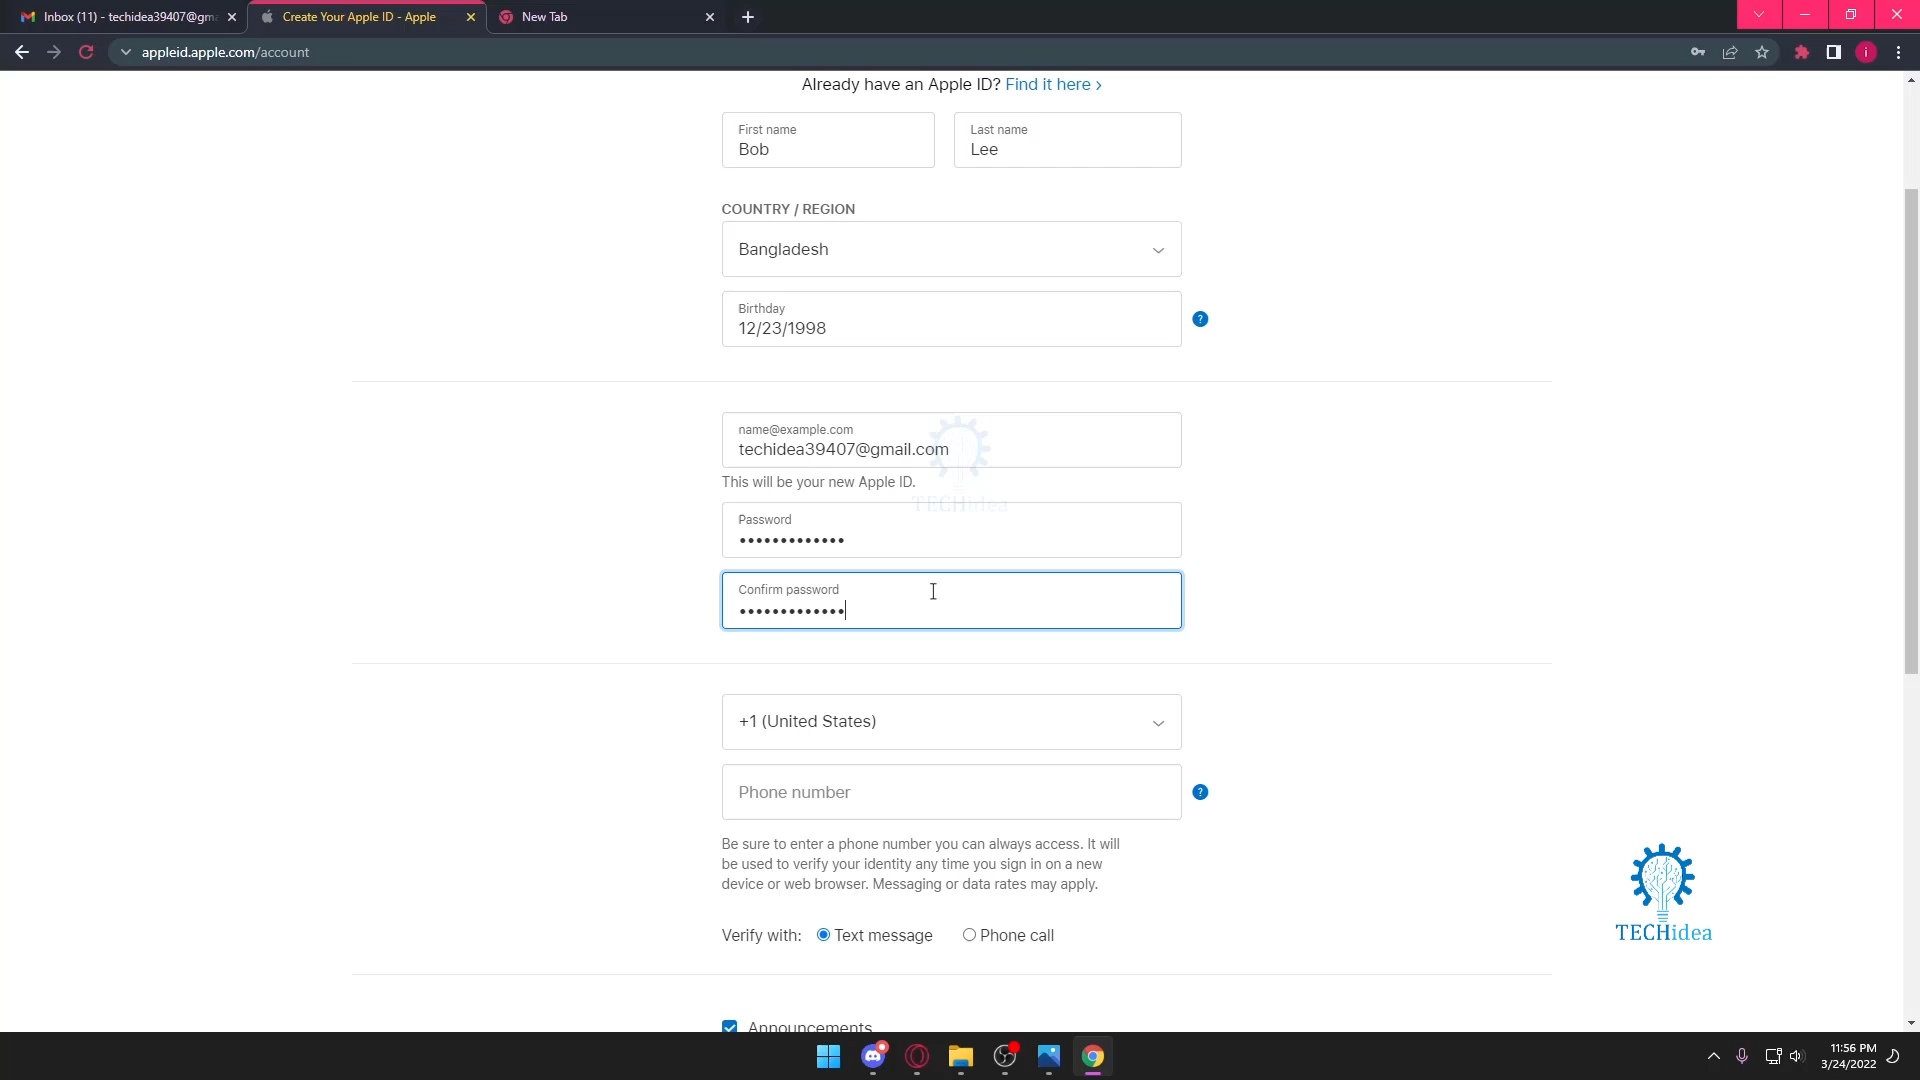 Inbox (11) - techidea39407@gma
Create Your Apple ID - Apple
New Tab
i
appleid.apple.com/account
Already have an Apple ID? Find it here ›
First name
Bob
Last name
Lee
COUNTRY / REGION
Bangladesh
Birthday
12/23/1998
?
name@example.com
techidea39407@gmail.com
This will be your new Apple ID.
TECHidea
Password
Confirm password
+1 (United States)
Phone number
?
Be sure to enter a phone number you can always access. It will
be used to verify your identity any time you sign in on a new
device or web browser. Messaging or data rates may apply.
Verify with: Text message Phone call
TECHidea
Announcements
11:56 PM
3/24/2022